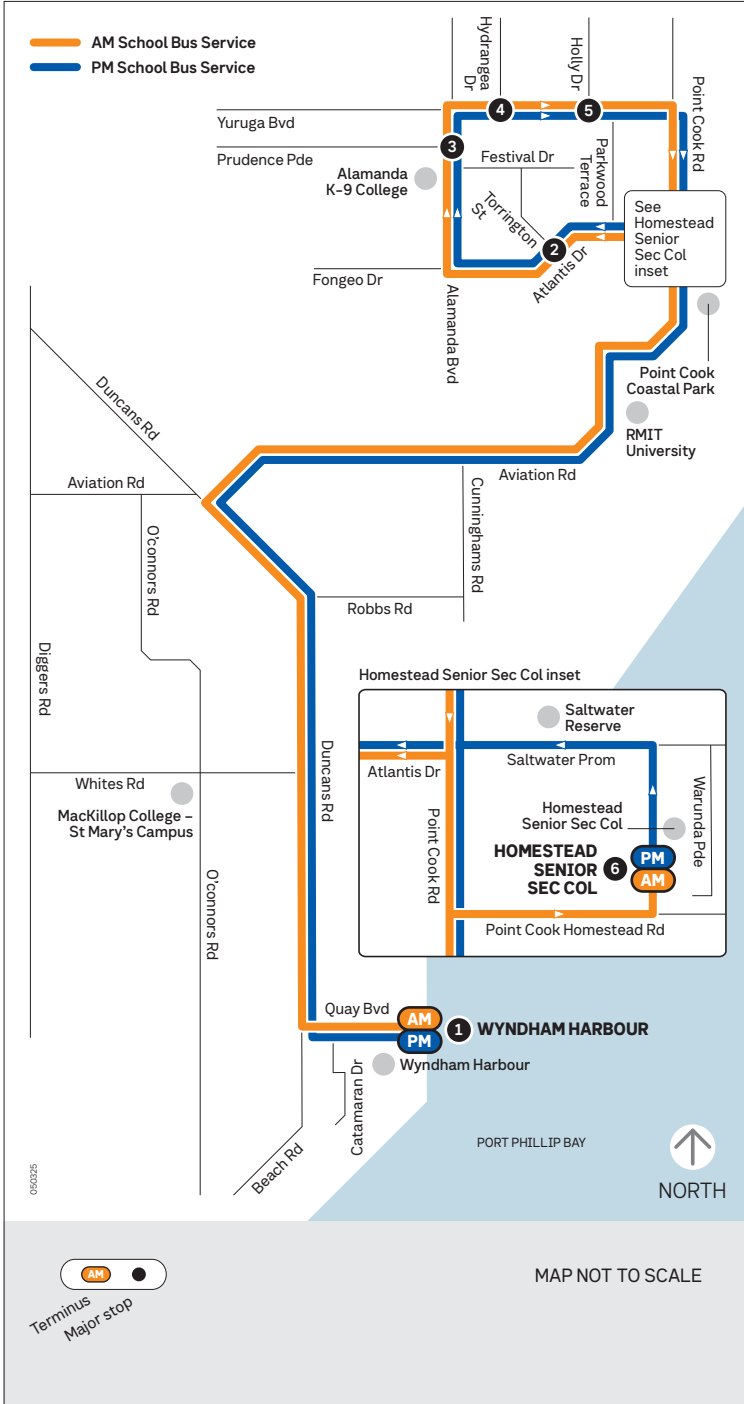 AM School Bus Service
PM School Bus Service
Hydrangea
Dr
Holly Dr
Point Cook Rd
4
5
Yuruga Bvd
Prudence Pde
3
Alamanda
K-9 College
Festival Dr
Parkwood
Terrace
Torrington
St
See
Homestead
Senior
Sec Col
inset
2
Atlantis Dr
Fongeo Dr
Alamanda Bvd
Point Cook
Coastal Park
RMIT
University
Duncans Rd
Aviation Rd
Aviation Rd
O'connors Rd
Cunninghams Rd
Robbs Rd
Diggers Rd
Homestead Senior Sec Col inset
Saltwater
Reserve
Saltwater Prom
Atlantis Dr
Point Cook Rd
Warunda Pde
Homestead
Senior Sec Col
HOMESTEAD
SENIOR
SEC COL
6
PM
AM
Point Cook Homestead Rd
Whites Rd
MacKillop College –
St Mary's Campus
Duncans Rd
O'connors Rd
Quay Bvd
AM
PM
1
WYNDHAM HARBOUR
Wyndham Harbour
Catamaran Dr
Beach Rd
PORT PHILLIP BAY
NORTH
050325
AM
Terminus
Major stop
MAP NOT TO SCALE